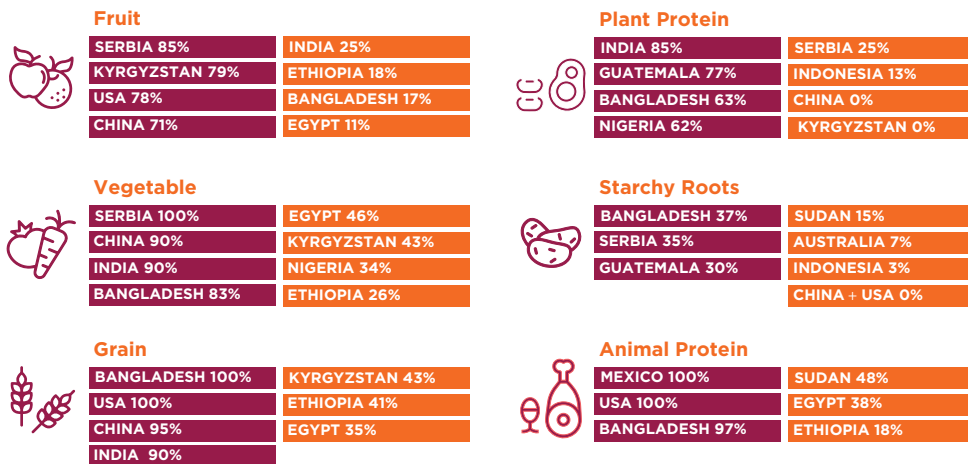 Fruit
SERBIA 85%
KYRGYZSTAN 79%
USA 78%
CHINA 71%
INDIA 25%
ETHIOPIA 18%
BANGLADESH 17%
EGYPT 11%
Plant Protein
INDIA 85%
GUATEMALA 77%
BANGLADESH 63%
NIGERIA 62%
SERBIA 25%
INDONESIA 13%
CHINA 0%
KYRGYZSTAN 0%
Vegetable
SERBIA 100%
CHINA 90%
INDIA 90%
BANGLADESH 83%
EGYPT 46%
KYRGYZSTAN 43%
NIGERIA 34%
ETHIOPIA 26%
Starchy Roots
BANGLADESH 37%
SERBIA 35%
GUATEMALA 30%
SUDAN 15%
AUSTRALIA 7%
INDONESIA 3%
CHINA + USA 0%
Grain
BANGLADESH 100%
USA 100%
CHINA 95%
INDIA 90%
KYRGYZSTAN 43%
ETHIOPIA 41%
EGYPT 35%
Animal Protein
MEXICO 100%
USA 100%
BANGLADESH 97%
SUDAN 48%
EGYPT 38%
ETHIOPIA 18%